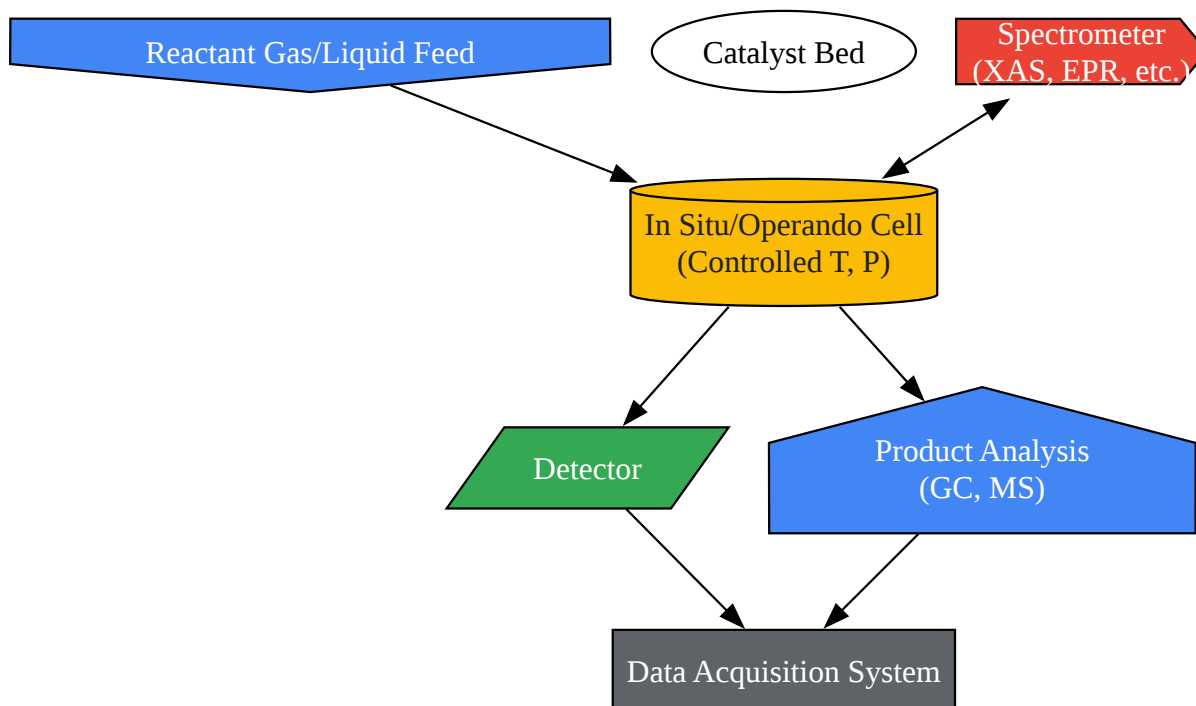 Reactant Gas/Liquid Feed
Catalyst Bed
Spectrometer
(XAS, EPR, etc.)
In Situ/Operando Cell
(Controlled T, P)
Detector
Product Analysis
(GC, MS)
Data Acquisition System